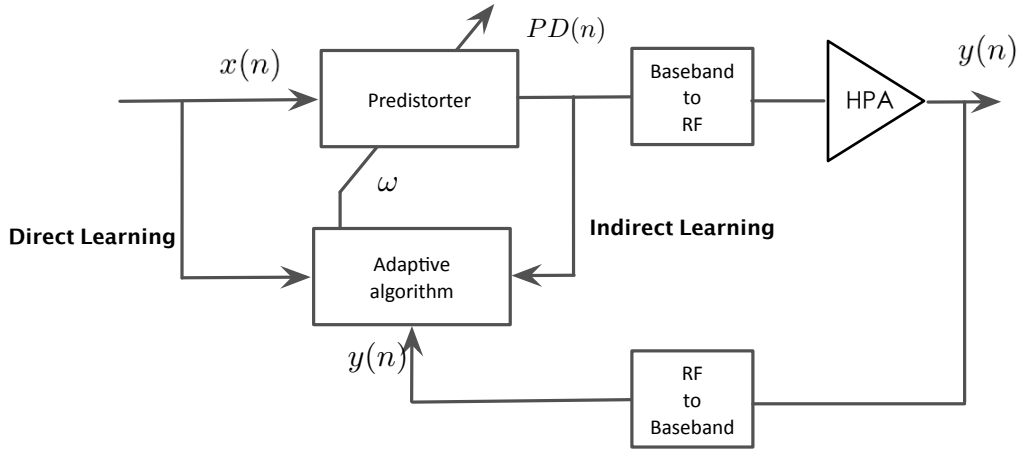 PD(n)
x(n)
Predistorter
Baseband
to
RF
HPA
y(n)
ω
Direct Learning
Indirect Learning
Adaptive
algorithm
y(n)
RF
to
Baseband